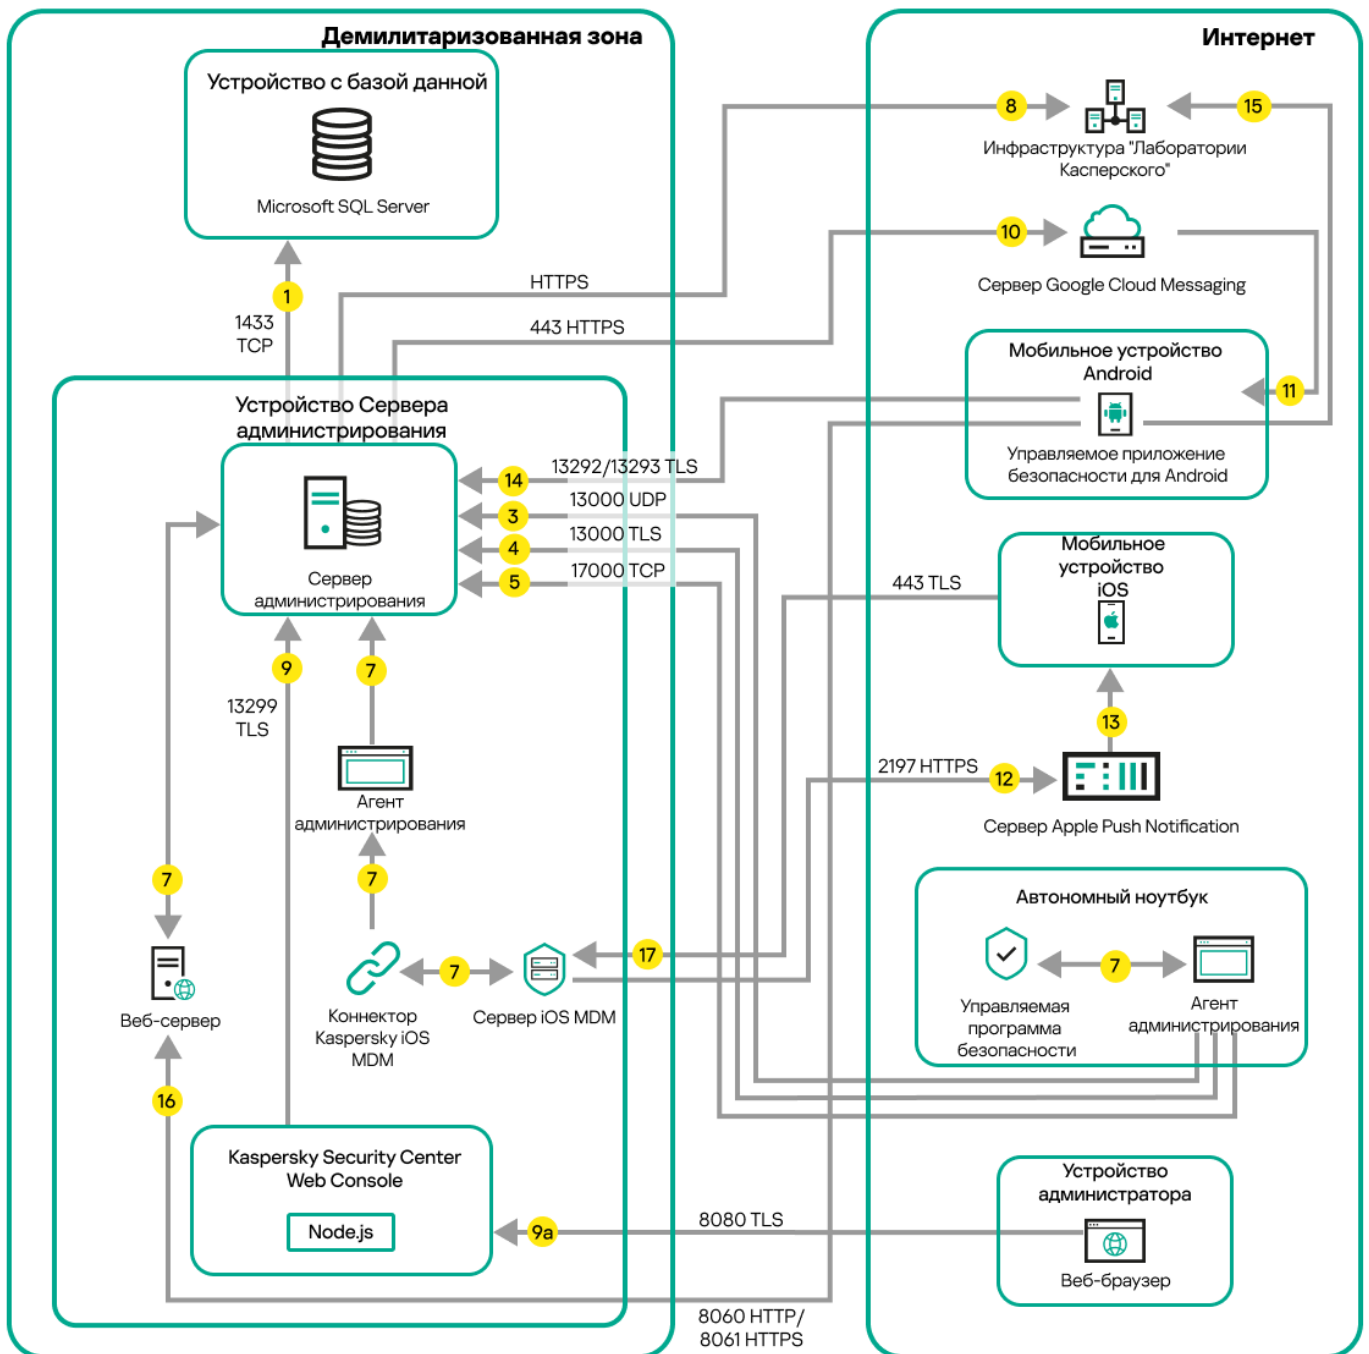 Демилитаризованная зона
Интернет
Устройство с базой данной
Microsoft SQL Server
8
15
Инфраструктура "Лаборатории
Касперского"
10
Сервер Google Cloud Messaging
HTTPS
1
1433
TCP
443 HTTPS
Мобильное устройство
Android
11
Управляемое приложение
безопасности для Android
Устройство Сервера
администрирования
13292/13293 TLS
14
13000 UDP
3
13000 TLS
4
17000 TCP
5
Сервер
администрирования
Мобильное
устройство
iOS
443 TLS
9
7
13299
TLS
13
2197 HTTPS
12
Сервер Apple Push Notification
Агент
администрирования
7
7
Автономный ноутбук
17
7
7
Веб-сервер
Коннектор
Kaspersky iOS
MDM
Сервер iOS MDM
Управляемая
программа
безопасности
Агент
администрирования
16
Kaspersky Security Center
Web Console
Node.js
9a
8080 TLS
Устройство
администратора
Веб-браузер
8060 HTTP/
8061 HTTPS